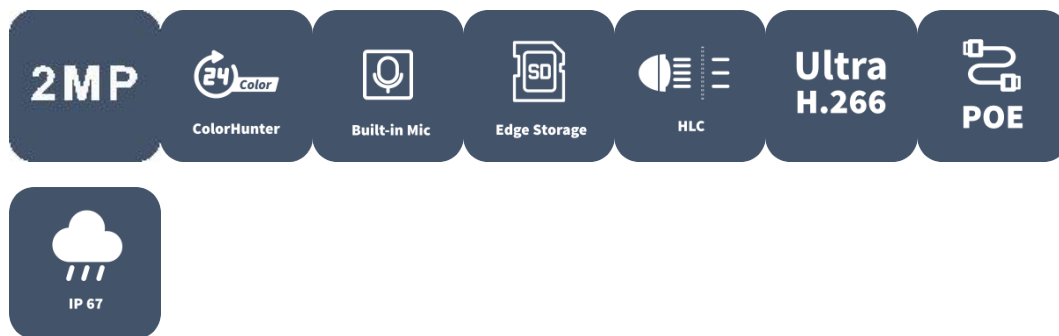 2MP
24 Color
ColorHunter
Built-in Mic
SD
Edge Storage
HLC
Ultra
H.266
POE
IP 67